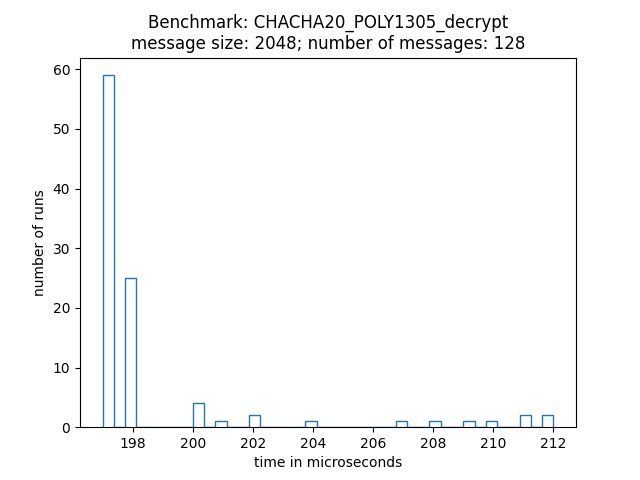 Benchmark: CHACHA20_POLY1305_decrypt
message size: 2048; number of messages: 128
60
50
40
30
20
10
0
number of runs
198 200 202 204 206 208 210 212
time in microseconds